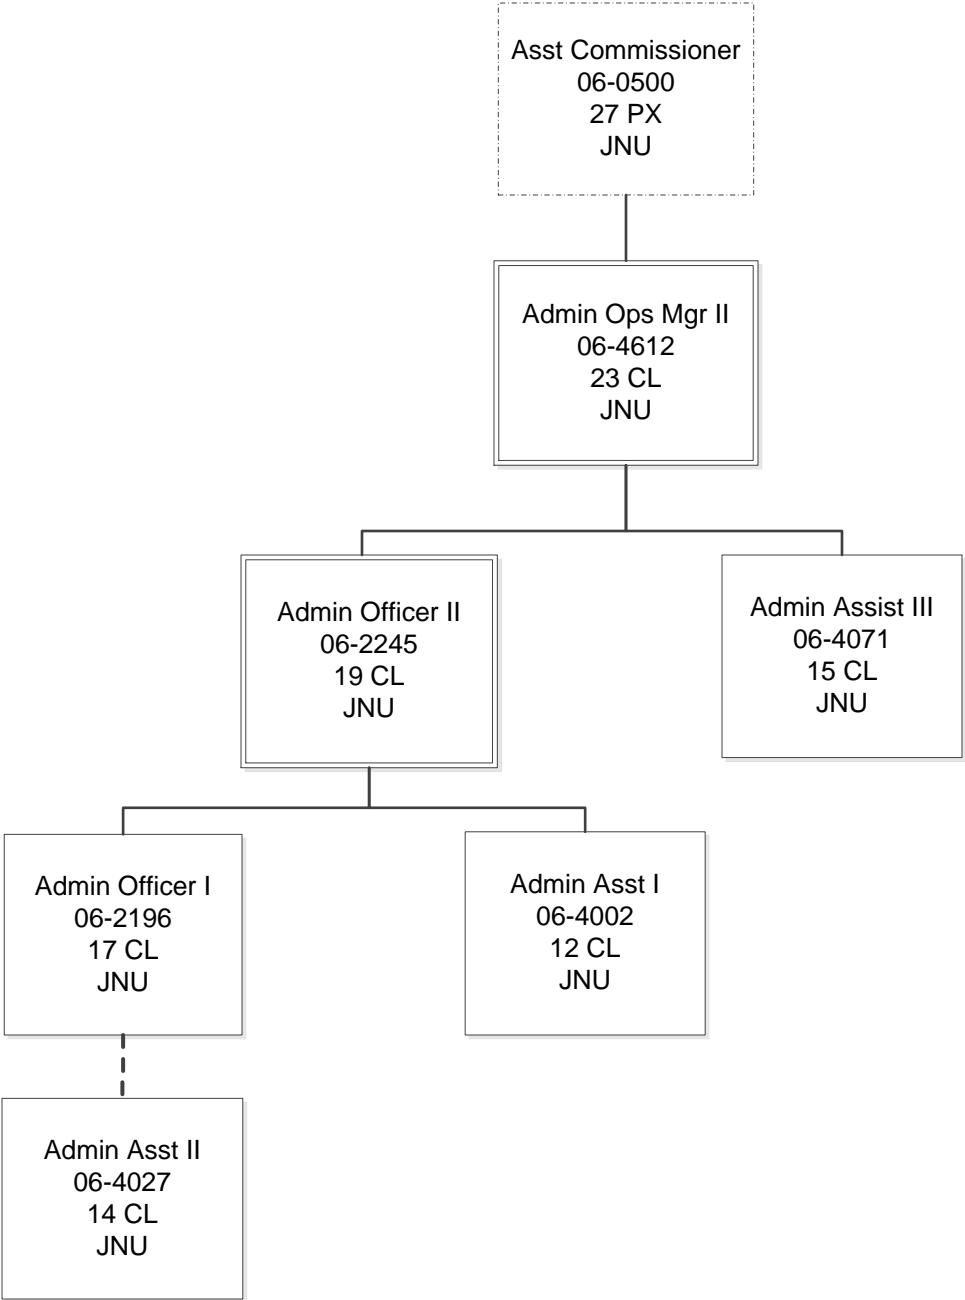 Asst Commissioner
06-0500
27 PX
JNU
Admin Ops Mgr II
06-4612
23 CL
JNU
Admin Officer II
06-2245
19 CL
JNU
Admin Assist III
06-4071
15 CL
JNU
Admin Officer I
06-2196
17 CL
JNU
Admin Asst I
06-4002
12 CL
JNU
Admin Asst II
06-4027
14 CL
JNU